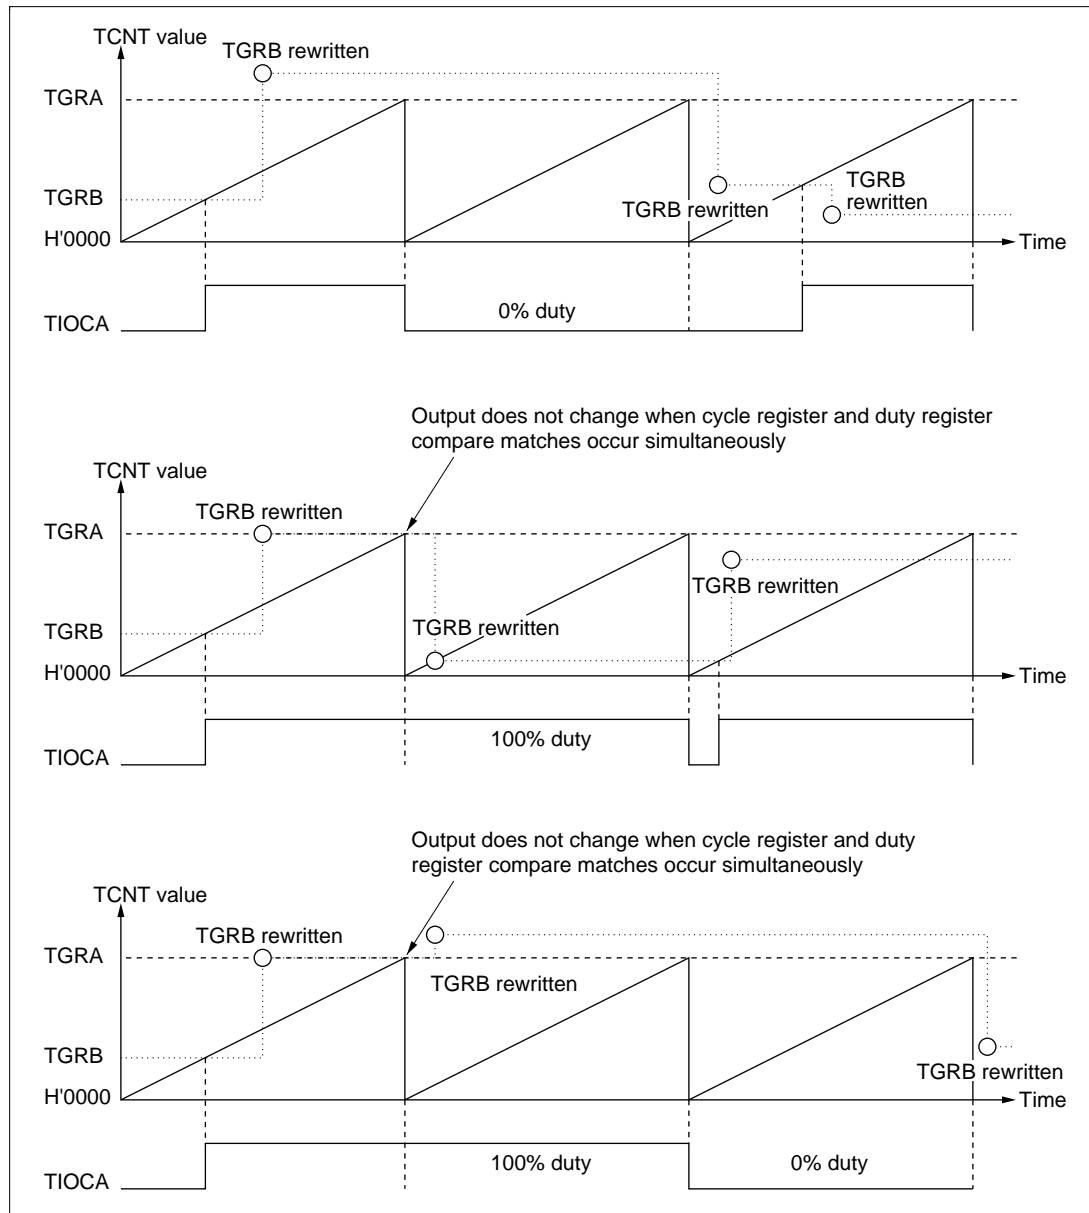 TCNT value
TGRB rewritten
TGRA
TGRB
TGRB rewritten
TGRB
rewritten
H'0000
Time
TIOCA
0% duty
Output does not change when cycle register and duty register
compare matches occur simultaneously
TCNT value
TGRB rewritten
TGRA
TGRB rewritten
TGRB
TGRB rewritten
H'0000
Time
TIOCA
100% duty
Output does not change when cycle register and duty
register compare matches occur simultaneously
TCNT value
TGRB rewritten
TGRA
TGRB rewritten
TGRB
TGRB rewritten
H'0000
Time
TIOCA
100% duty
0% duty